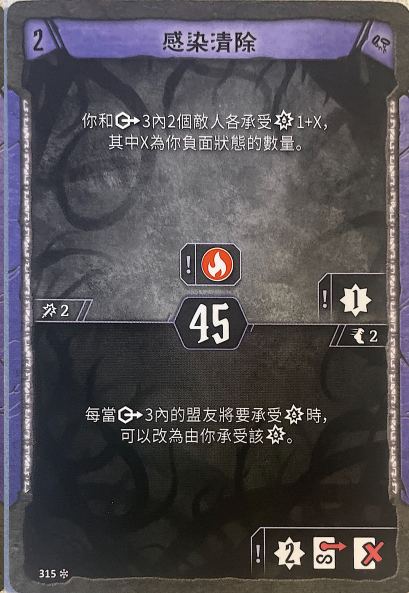 2
感染清除
你和3內2個敵人各承受1+X，
其中X為你負面狀態的數量。
!
! 1
2
45
2
每當3內的盟友將要承受時，
可以改為由你承受該。
! 2
315